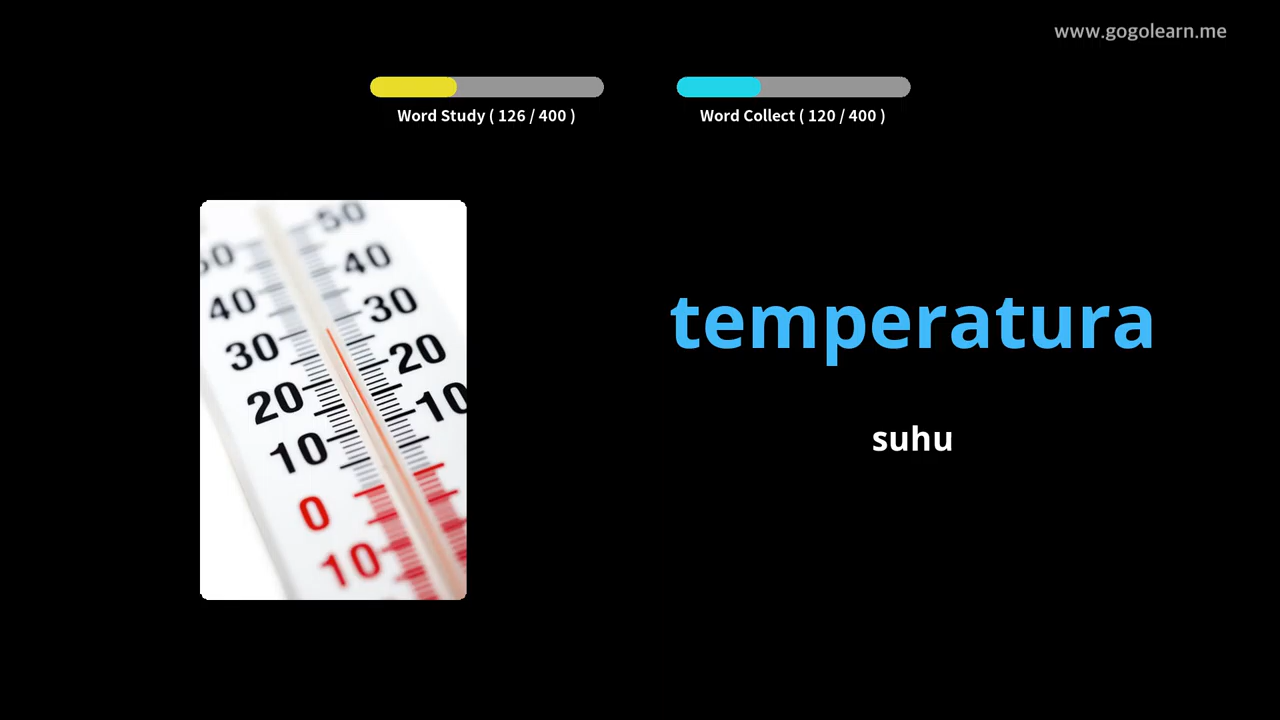 www.gogolearn.me
Word Study ( 126 / 400 )
Word Collect ( 120 / 400 )
50
40
30
20
10
40
30
20
10
0
10
temperatura
suhu